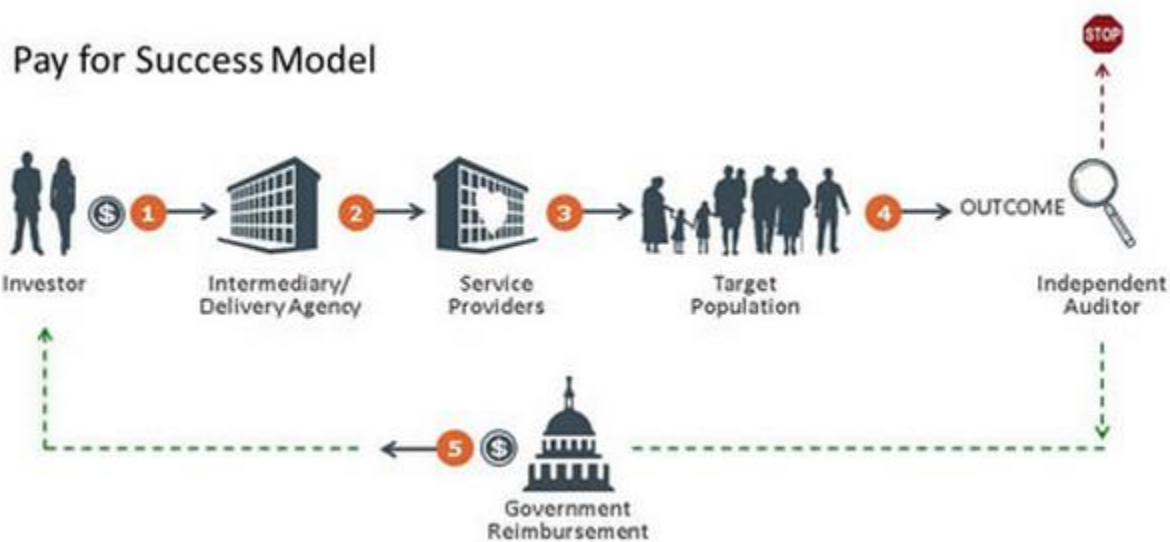 STOP
Pay for Success Model
$ 1 2 3 4 OUTCOME
Investor
Intermediary/
Delivery Agency
Service
Providers
Target
Population
Independent
Auditor
5 $
Government
Reimbursement